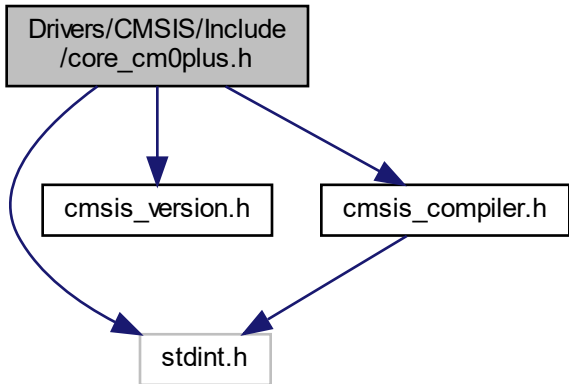 Drivers/CMSIS/Include
/core_cm0plus.h
cmsis_version.h
cmsis_compiler.h
stdint.h